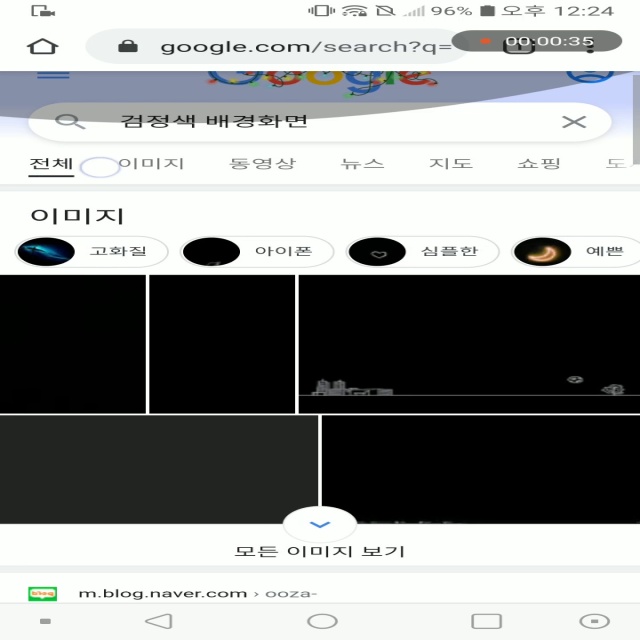 96% 오후 12:24
google.com/search?q=
00:00:35
Google
검정색 배경화면
전체 이미지 동영상 뉴스 지도 쇼핑 도
이미지
고화질 아이폰 심플한 예쁜
모든 이미지 보기
blog
m.blog.naver.com › ooza-